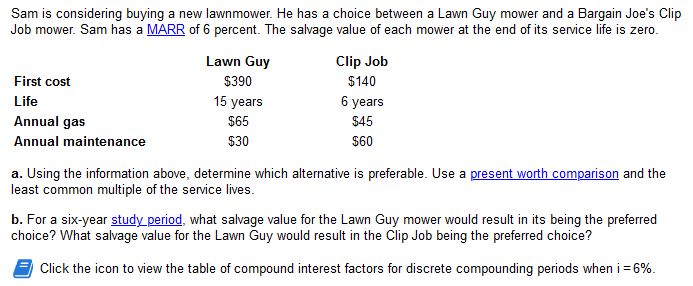 Sam is considering buying a new lawnmower. He has a choice between a Lawn Guy mower and a Bargain Joe's Clip
Job mower. Sam has a MARR of 6 percent. The salvage value of each mower at the end of its service life is zero.
Lawn Guy Clip Job
First cost $390 $140
Life 15 years 6 years
Annual gas $65 $45
Annual maintenance $30 $60
a. Using the information above, determine which alternative is preferable. Use a present worth comparison and the
least common multiple of the service lives.
b. For a six-year study period, what salvage value for the Lawn Guy mower would result in its being the preferred
choice? What salvage value for the Lawn Guy would result in the Clip Job being the preferred choice?
Click the icon to view the table of compound interest factors for discrete compounding periods when i = 6%.